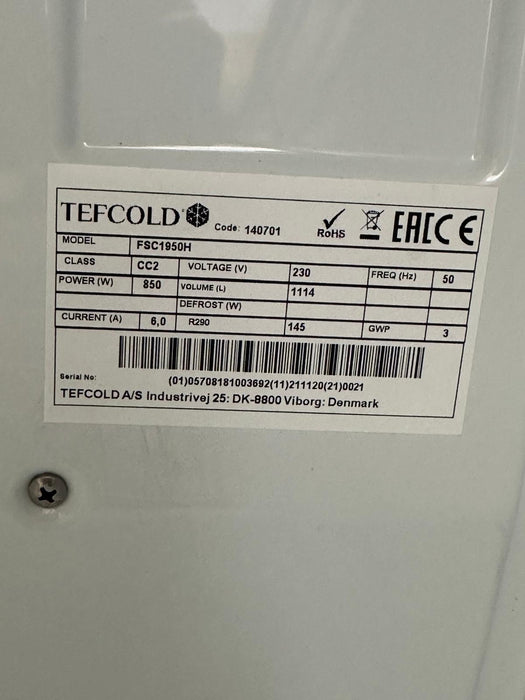 TEFCOLD Code: 140701 RoHS EAC CE
MODEL FSC1950H
CLASS CC2 VOLTAGE (V) 230 FREQ (Hz) 50
POWER (W) 850 VOLUME (L) 1114
DEFROST (W)
CURRENT (A) 6,0 R290 145 GWP 3
Serial No: (01)05708181003692(11)211120(21)0021
TEFCOLD A/S Industrivej 25: DK-8800 Viborg: Denmark